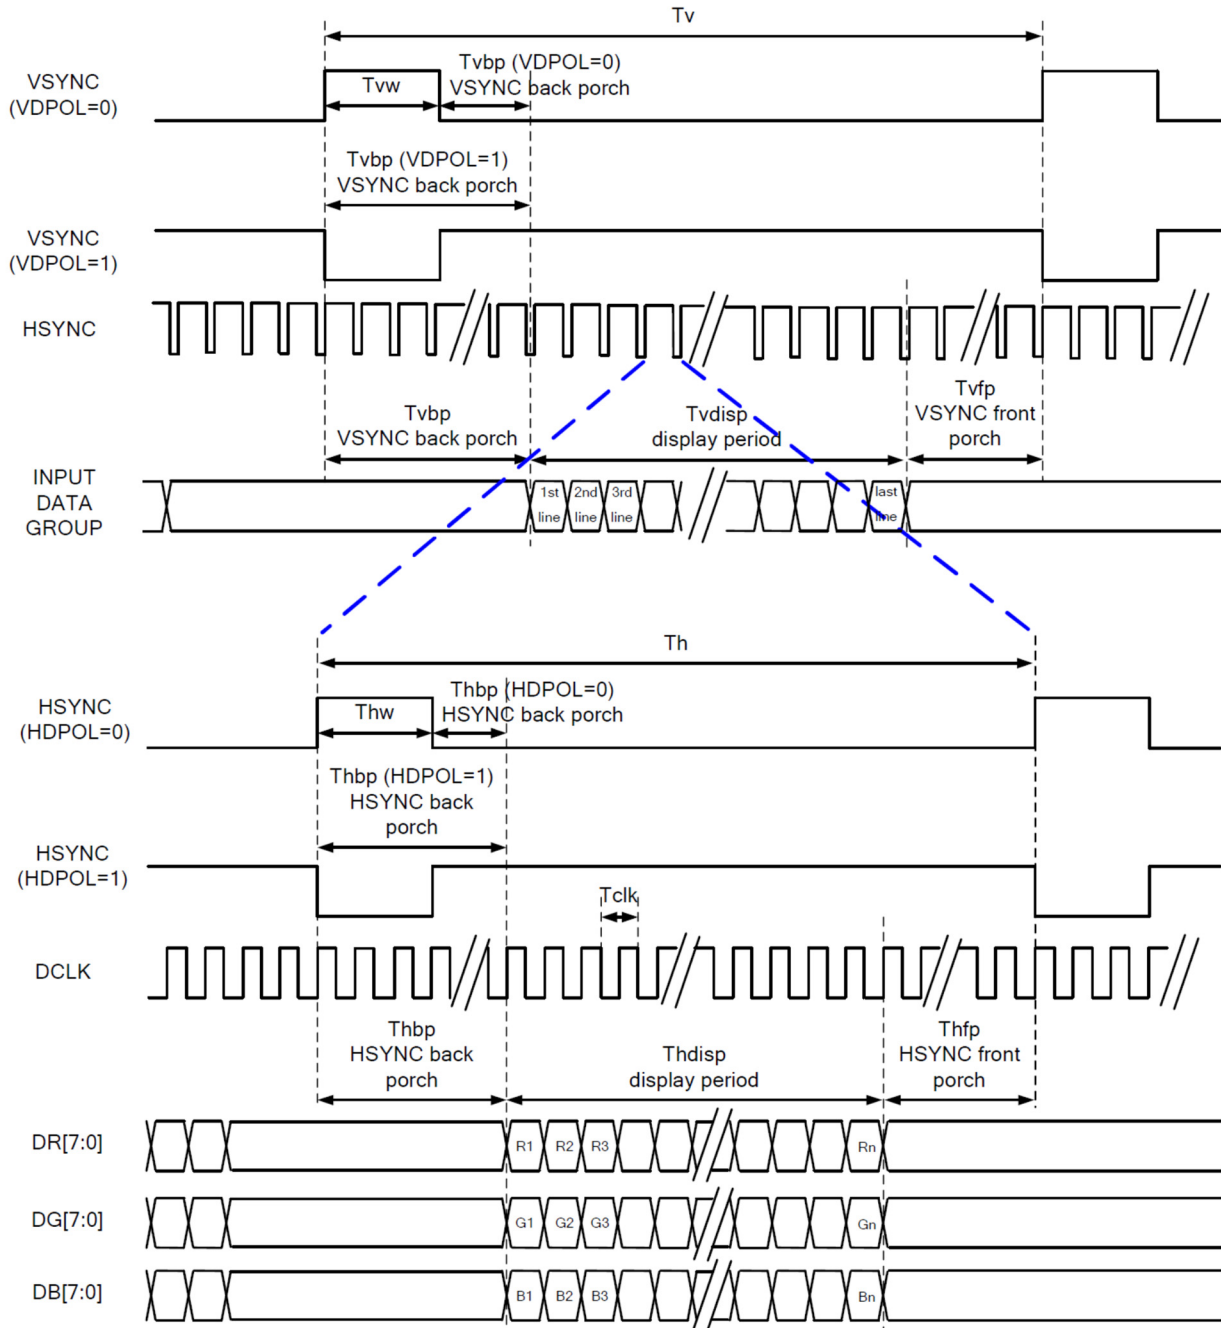 Tv
VSYNC
(VDPOL=0)
Tvw
Tvbp (VDPOL=0)
VSYNC back porch
Tvbp (VDPOL=1)
VSYNC back porch
VSYNC
(VDPOL=1)
HSYNC
Tvbp
VSYNC back porch
Tvdisp
display period
Tvfp
VSYNC front
porch
INPUT
DATA
GROUP
1st
line
2nd
line
3rd
line
last
line
Th
HSYNC
(HDPOL=0)
Thw
Thbp (HDPOL=0)
HSYNC back porch
Thbp (HDPOL=1)
HSYNC back
porch
HSYNC
(HDPOL=1)
Tclk
DCLK
Thbp
HSYNC back
porch
Thdisp
display period
Thfp
HSYNC front
porch
DR[7:0]
R1 R2 R3 Rn
DG[7:0]
G1 G2 G3 Gn
DB[7:0]
B1 B2 B3 Bn